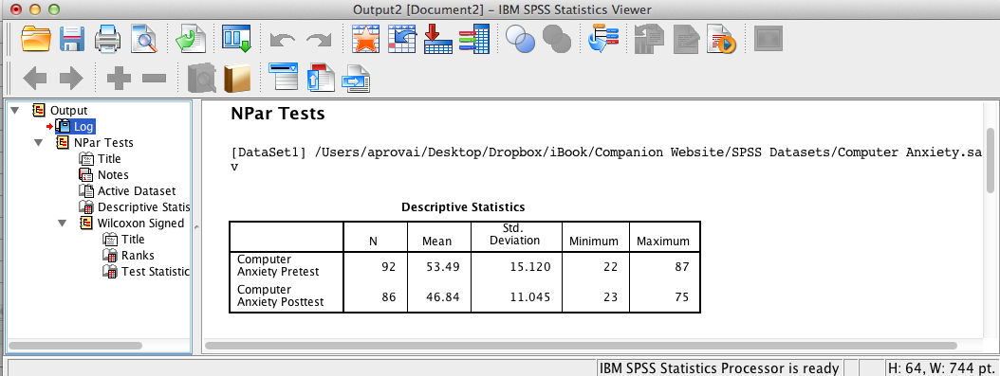 Output2 [Document2] – IBM SPSS Statistics Viewer
Output
Log
NPar Tests
Title
Notes
Active Dataset
Descriptive Statis
Wilcoxon Signed
Title
Ranks
Test Statistic
NPar Tests
[DataSet1] /Users/aprovai/Desktop/Dropbox/iBook/Companion Website/SPSS Datasets/Computer Anxiety.sa
v
Descriptive Statistics
N Mean Std. Deviation Minimum Maximum
Computer
Anxiety Pretest 92 53.49 15.120 22 87
Computer
Anxiety Posttest 86 46.84 11.045 23 75
IBM SPSS Statistics Processor is ready H: 64, W: 744 pt.